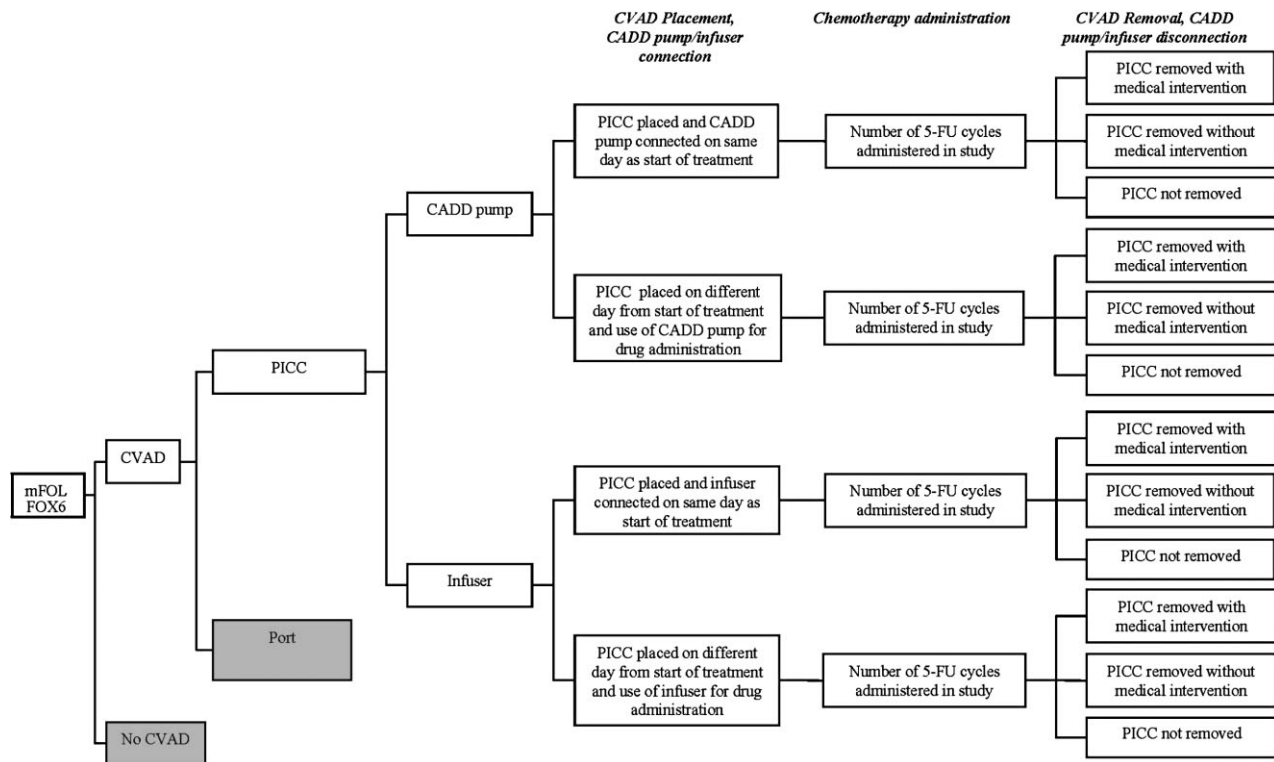 CVAD Placement,
CADD pump/infuser
connection
Chemotherapy administration
CVAD Removal, CADD
pump/infuser disconnection
mFOL
FOX6
CVAD
No CVAD
PICC
Port
CADD pump
Infuser
PICC placed and CADD
pump connected on same
day as start of treatment
Number of 5-FU cycles
administered in study
PICC removed with
medical intervention
PICC removed without
medical intervention
PICC not removed
PICC placed on different
day from start of treatment
and use of CADD pump for
drug administration
Number of 5-FU cycles
administered in study
PICC removed with
medical intervention
PICC removed without
medical intervention
PICC not removed
PICC placed and infuser
connected on same day as
start of treatment
Number of 5-FU cycles
administered in study
PICC removed with
medical intervention
PICC removed without
medical intervention
PICC not removed
PICC placed on different
day from start of treatment
and use of infuser for drug
administration
Number of 5-FU cycles
administered in study
PICC removed with
medical intervention
PICC removed without
medical intervention
PICC not removed